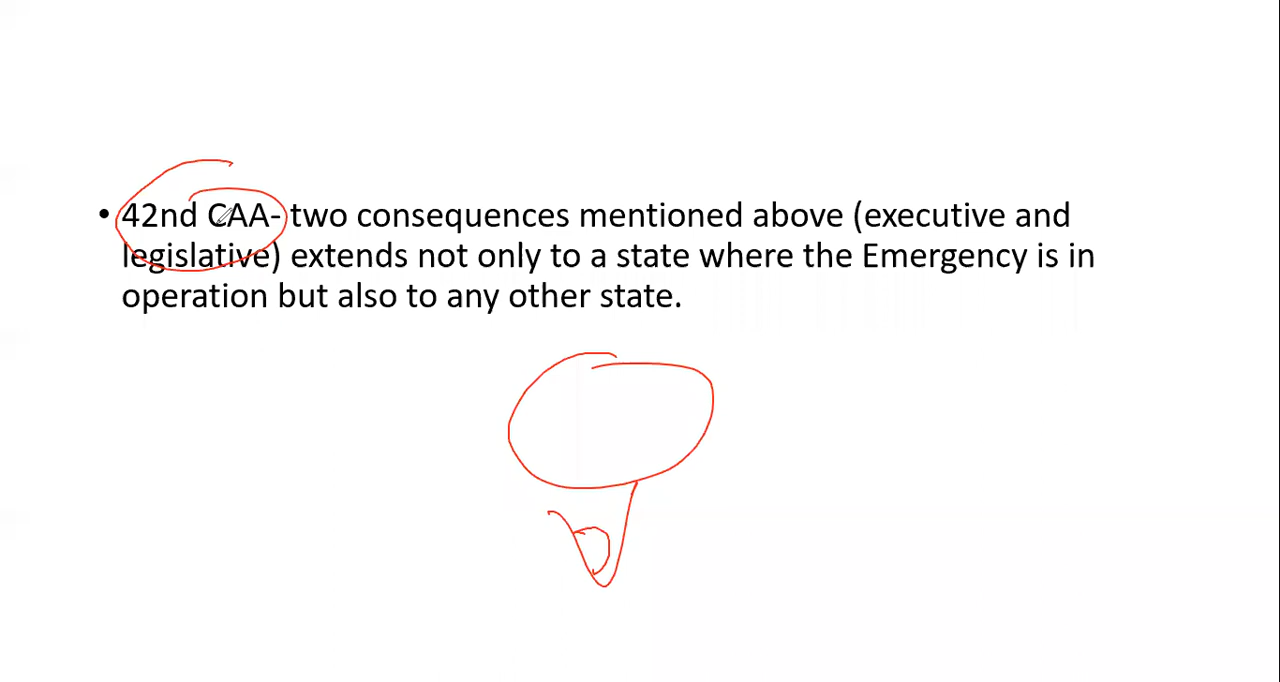 • 42nd CAA- two consequences mentioned above (executive and
legislative) extends not only to a state where the Emergency is in
operation but also to any other state.